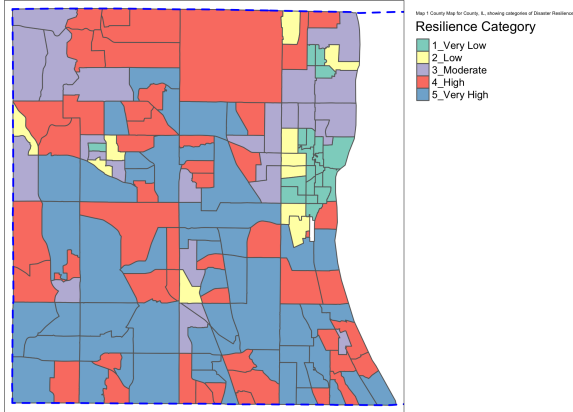 Map 1 County Map for County, IL, showing categories of Disaster Resilience
Resilience Category
1_Very Low
2_Low
3_Moderate
4_High
5_Very High